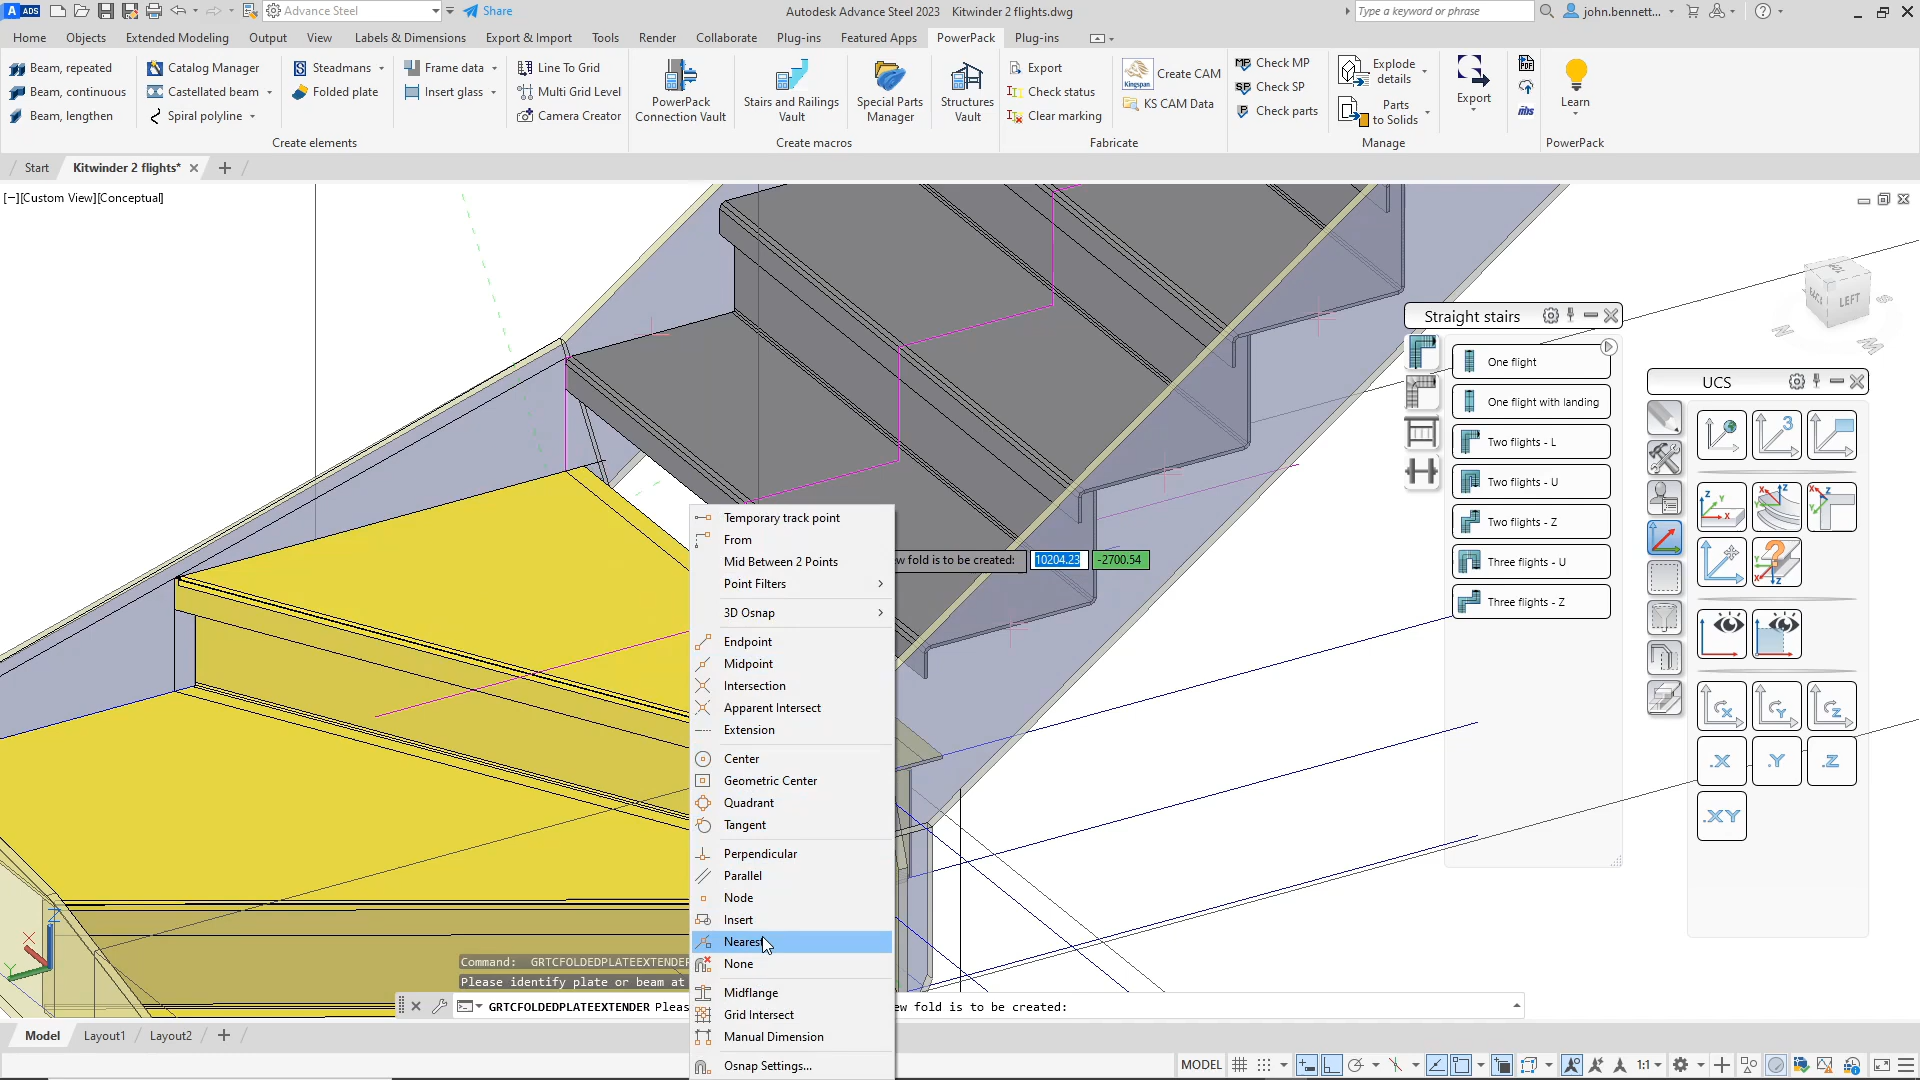 A ADS
Advance Steel
Share
Autodesk Advance Steel 2023 Kitwinder 2 flights.dwg
Type a keyword or phrase
john.bennett...
Home Objects Extended Modeling Output View Labels & Dimensions Export & Import Tools Render Collaborate Plug-ins Featured Apps PowerPack Plug-ins
Beam, repeated
Beam, continuous
Beam, lengthen
Catalog Manager
Castellated beam
Spiral polyline
Steadmans
Folded plate
Frame data
Insert glass
Line To Grid
Multi Grid Level
Camera Creator
Create elements
PowerPack
Connection Vault
Stairs and Railings
Vault
Special Parts
Manager
Structures
Vault
Create macros
Export
Check status
Clear marking
Kingspan
Create CAM
KS CAM Data
Fabricate
Check MP
Check SP
Check parts
Explode
details
Parts
to Solids
Export
Manage
PDF
nbs
Learn
PowerPack
Start
Kitwinder 2 flights*
[−][Custom View][Conceptual]
LEFT
Straight stairs
One flight
One flight with landing
Two flights - L
Two flights - U
Two flights - Z
Three flights - U
Three flights - Z
UCS
3
.X .Y .Z
.XY
Temporary track point
From
Mid Between 2 Points
Point Filters
3D Osnap
Endpoint
Midpoint
Intersection
Apparent Intersect
Extension
Center
Geometric Center
Quadrant
Tangent
Perpendicular
Parallel
Node
Insert
Nearest
None
Midflange
Grid Intersect
Manual Dimension
Osnap Settings...
ew fold is to be created: 10204.23 -2700.54
Z
X
Y
Command: GRTCFOLDEDPLATEEXTENDER
Please identify plate or beam at
GRTCFOLDEDPLATEEXTENDER Pleas ew fold is to be created:
Model Layout1 Layout2
MODEL
1:1